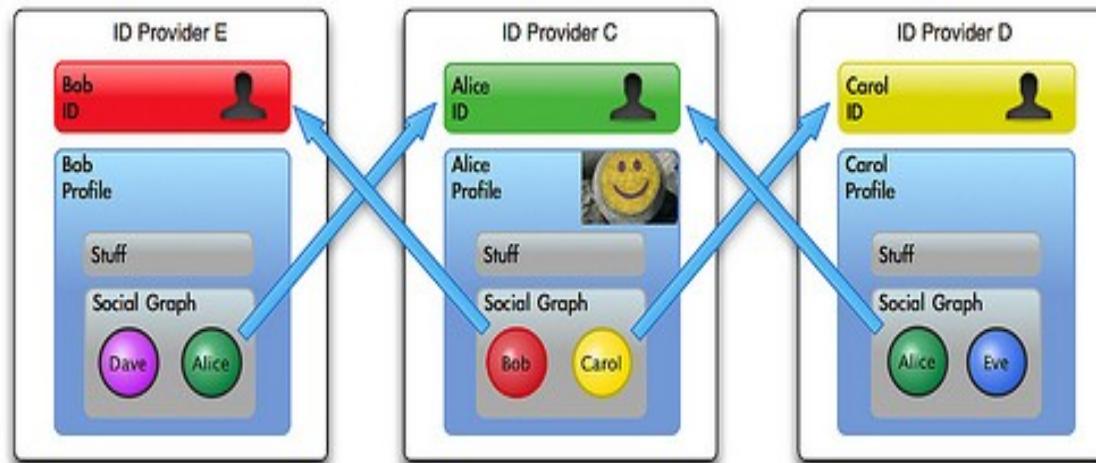 ID Provider E
Bob
ID
Bob
Profile
Stuff
Social Graph
Dave
Alice
ID Provider C
Alice
ID
Alice
Profile
Stuff
Social Graph
Bob
Carol
ID Provider D
Carol
ID
Carol
Profile
Stuff
Social Graph
Alice
Eve